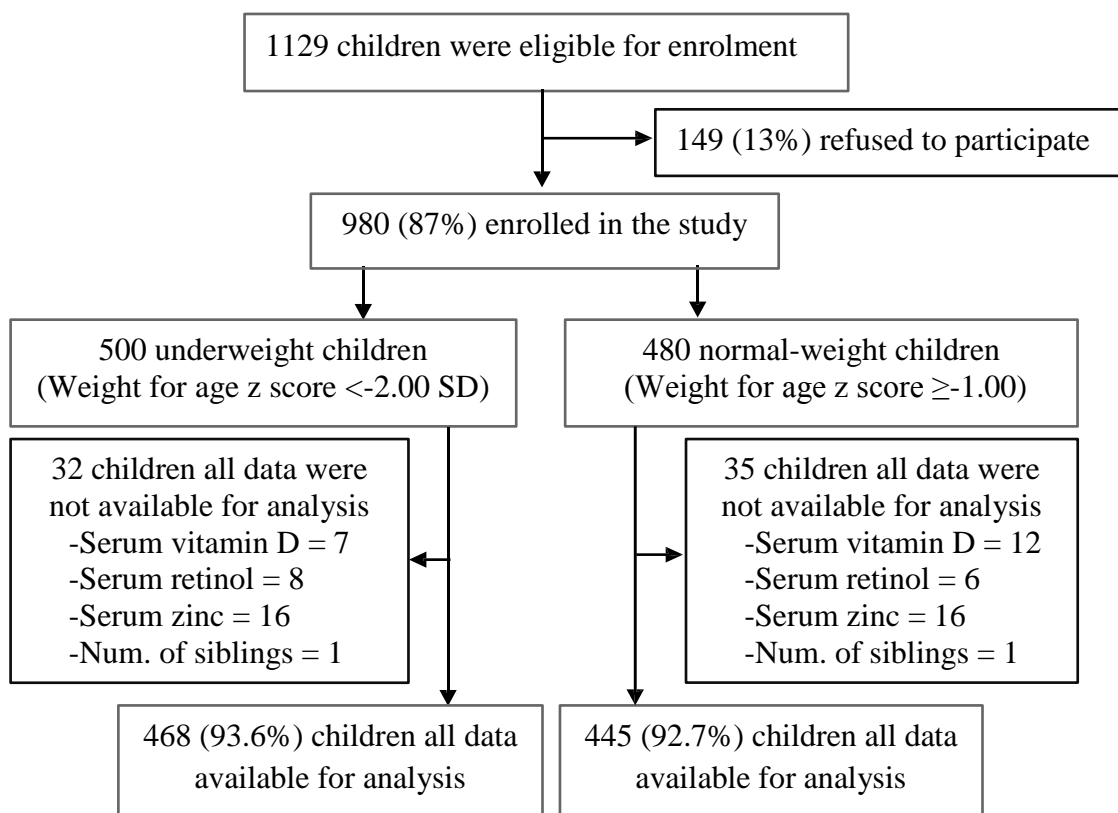 1129 children were eligible for enrolment
149 (13%) refused to participate
980 (87%) enrolled in the study
500 underweight children
(Weight for age z score <-2.00 SD)
480 normal-weight children
(Weight for age z score ≥-1.00)
32 children all data were
not available for analysis
-Serum vitamin D = 7
-Serum retinol = 8
-Serum zinc = 16
-Num. of siblings = 1
35 children all data were
not available for analysis
-Serum vitamin D = 12
-Serum retinol = 6
-Serum zinc = 16
-Num. of siblings = 1
468 (93.6%) children all data
available for analysis
445 (92.7%) children all data
available for analysis